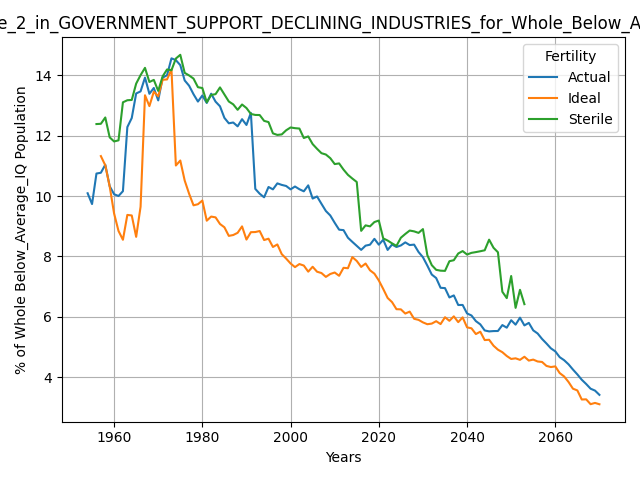 e_2_in_GOVERNMENT_SUPPORT_DECLINING_INDUSTRIES_for_Whole_Below_A
Fertility
Actual
Ideal
Sterile
% of Whole Below_Average_IQ Population
14
12
10
8
6
4
1960 1980 2000 2020 2040 2060
Years